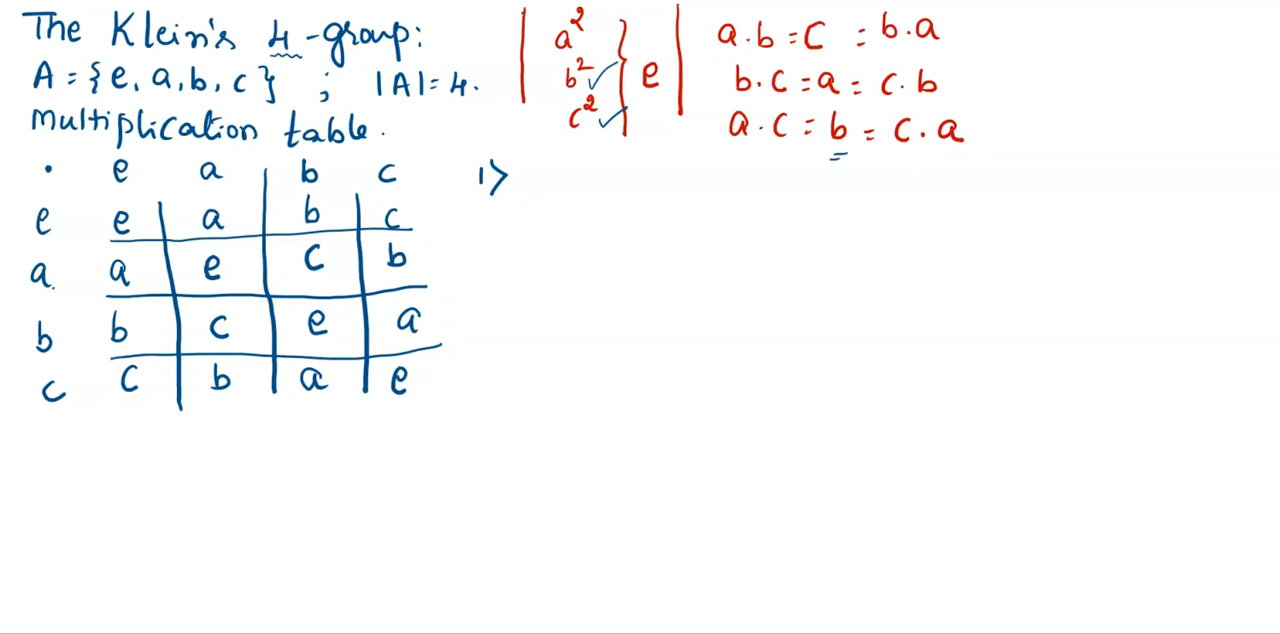 The Klein's 4-group:
A = {e, a, b, c} ; |A| = 4.
Multiplication table.
a²
b² ✓
c² ✓
} e
a.b = c = b.a
b.c = a = c.b
a.c = b = c.a
. e a b c
e e a b c
a. a e c b
b b c e a
c c b a e
1>